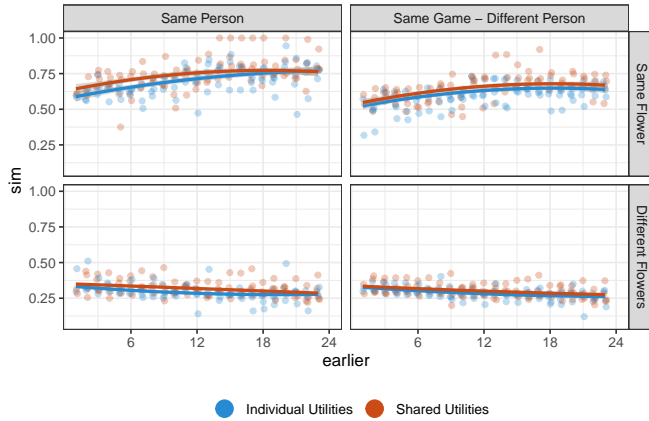 Same Person
Same Game – Different Person
1.00
0.75
0.50
0.25
Same Flower
1.00
0.75
0.50
0.25
Different Flowers
sim
6
12
18
24
6
12
18
24
earlier
Individual Utilities
Shared Utilities